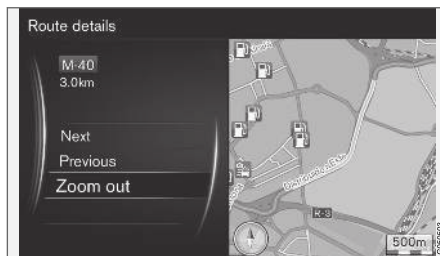 Route details
M-40
3.0km
Next
Previous
Zoom out
R-3
500m